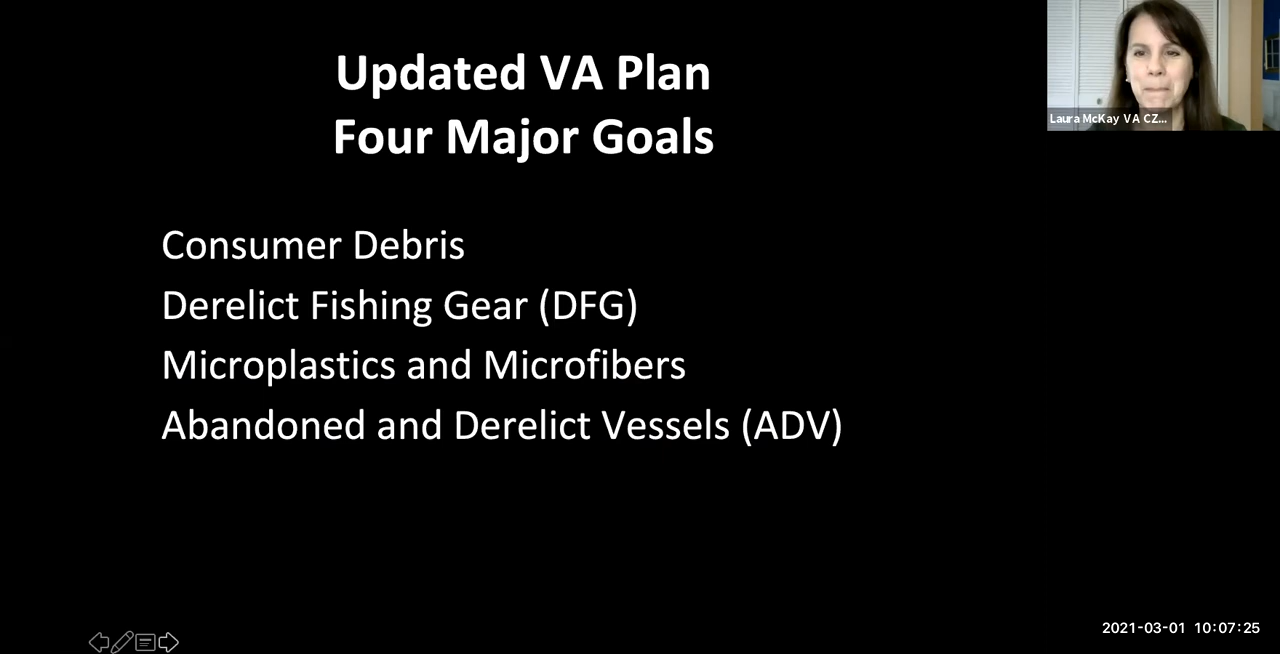 Updated VA Plan
Four Major Goals
Laura McKay VA CZ...
Consumer Debris
Derelict Fishing Gear (DFG)
Microplastics and Microfibers
Abandoned and Derelict Vessels (ADV)
2021-03-01 10:07:25